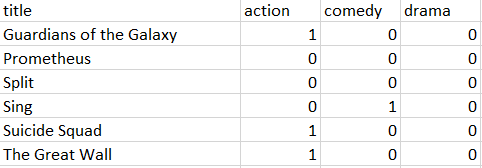 title action comedy drama
Guardians of the Galaxy 1 0 0
Prometheus 0 0 0
Split 0 0 0
Sing 0 1 0
Suicide Squad 1 0 0
The Great Wall 1 0 0